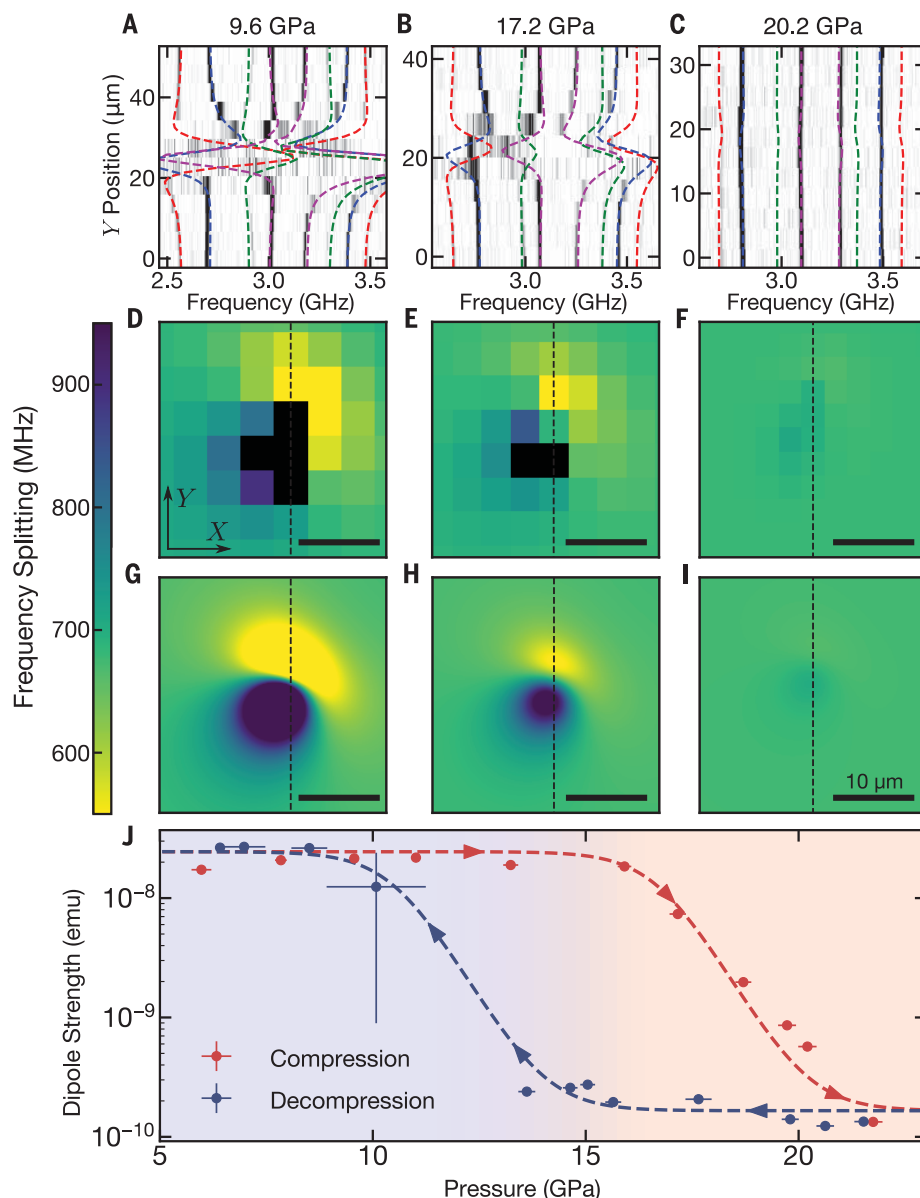 A 9.6 GPa
B 17.2 GPa
C 20.2 GPa
Y Position (µm)
40
20
0
40
20
0
30
20
10
0
2.5 3.0 3.5
3.0 3.5
3.0 3.5
Frequency (GHz)
Frequency (GHz)
Frequency (GHz)
Frequency Splitting (MHz)
900
800
700
600
D
E
F
Y
X
G
H
I
10 µm
J
Dipole Strength (emu)
10⁻⁸
10⁻⁹
10⁻¹⁰
Compression
Decompression
5 10 15 20
Pressure (GPa)